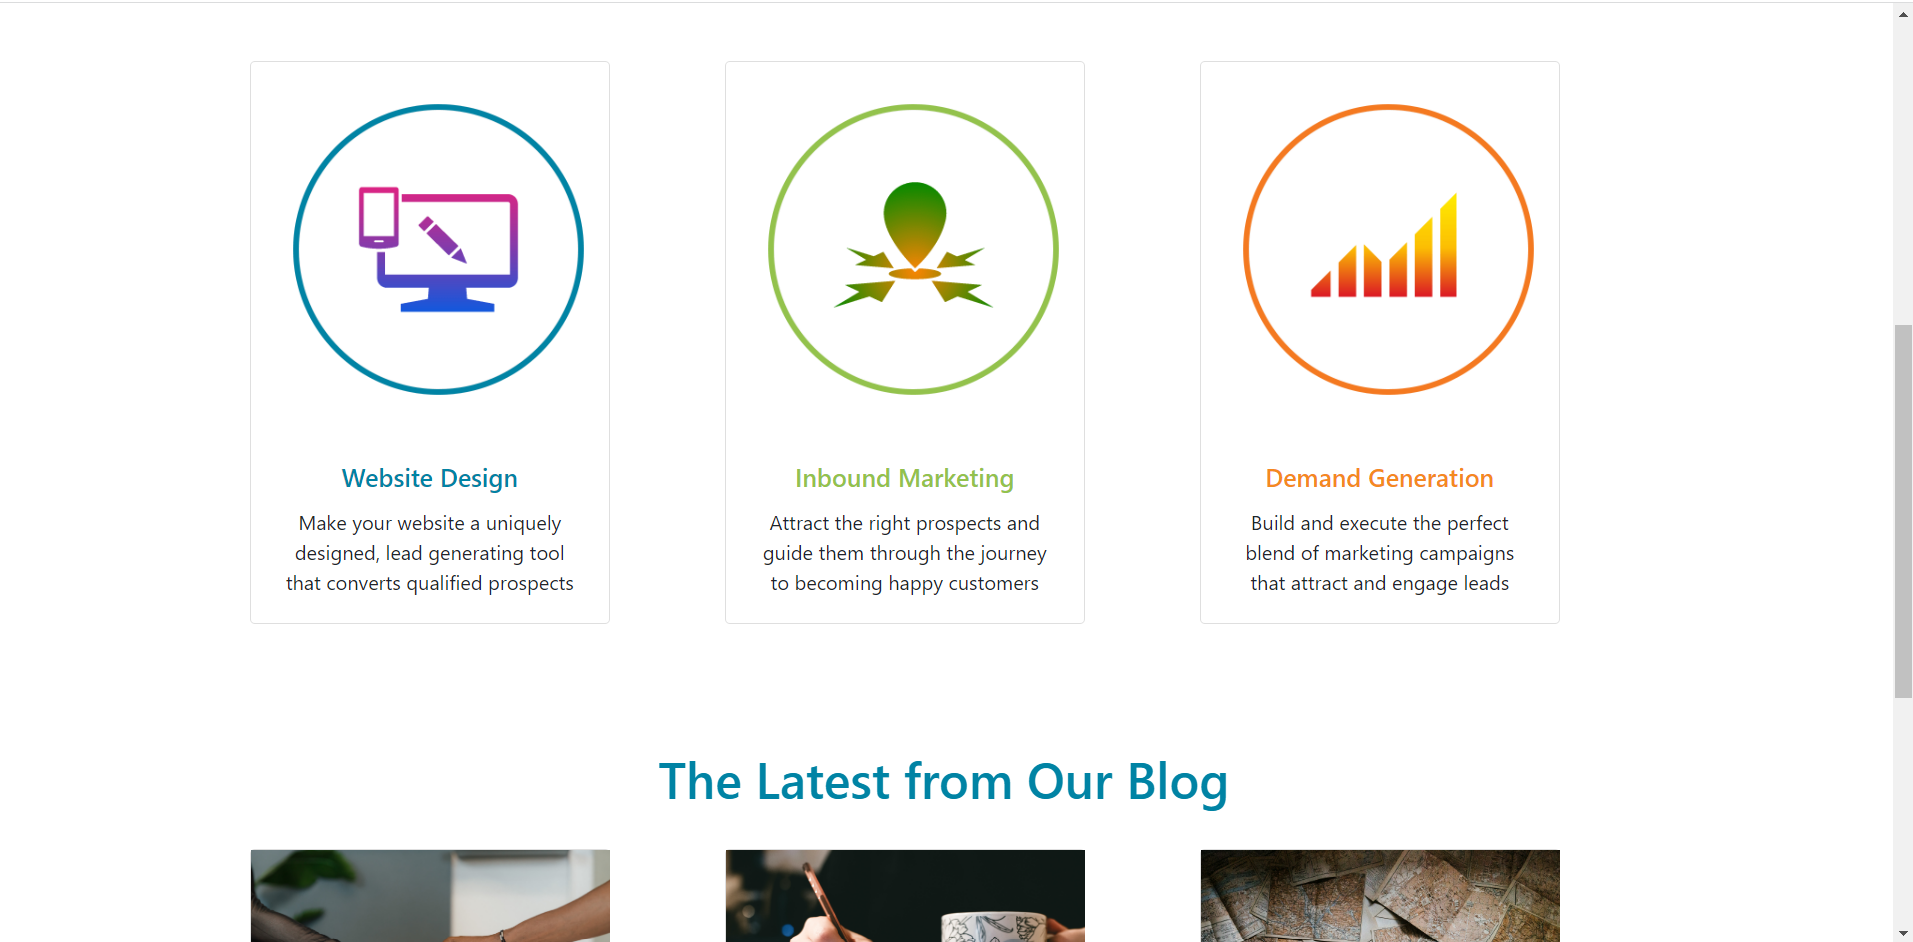 Website Design
Make your website a uniquely
designed, lead generating tool
that converts qualified prospects
Inbound Marketing
Attract the right prospects and
guide them through the journey
to becoming happy customers
Demand Generation
Build and execute the perfect
blend of marketing campaigns
that attract and engage leads
The Latest from Our Blog